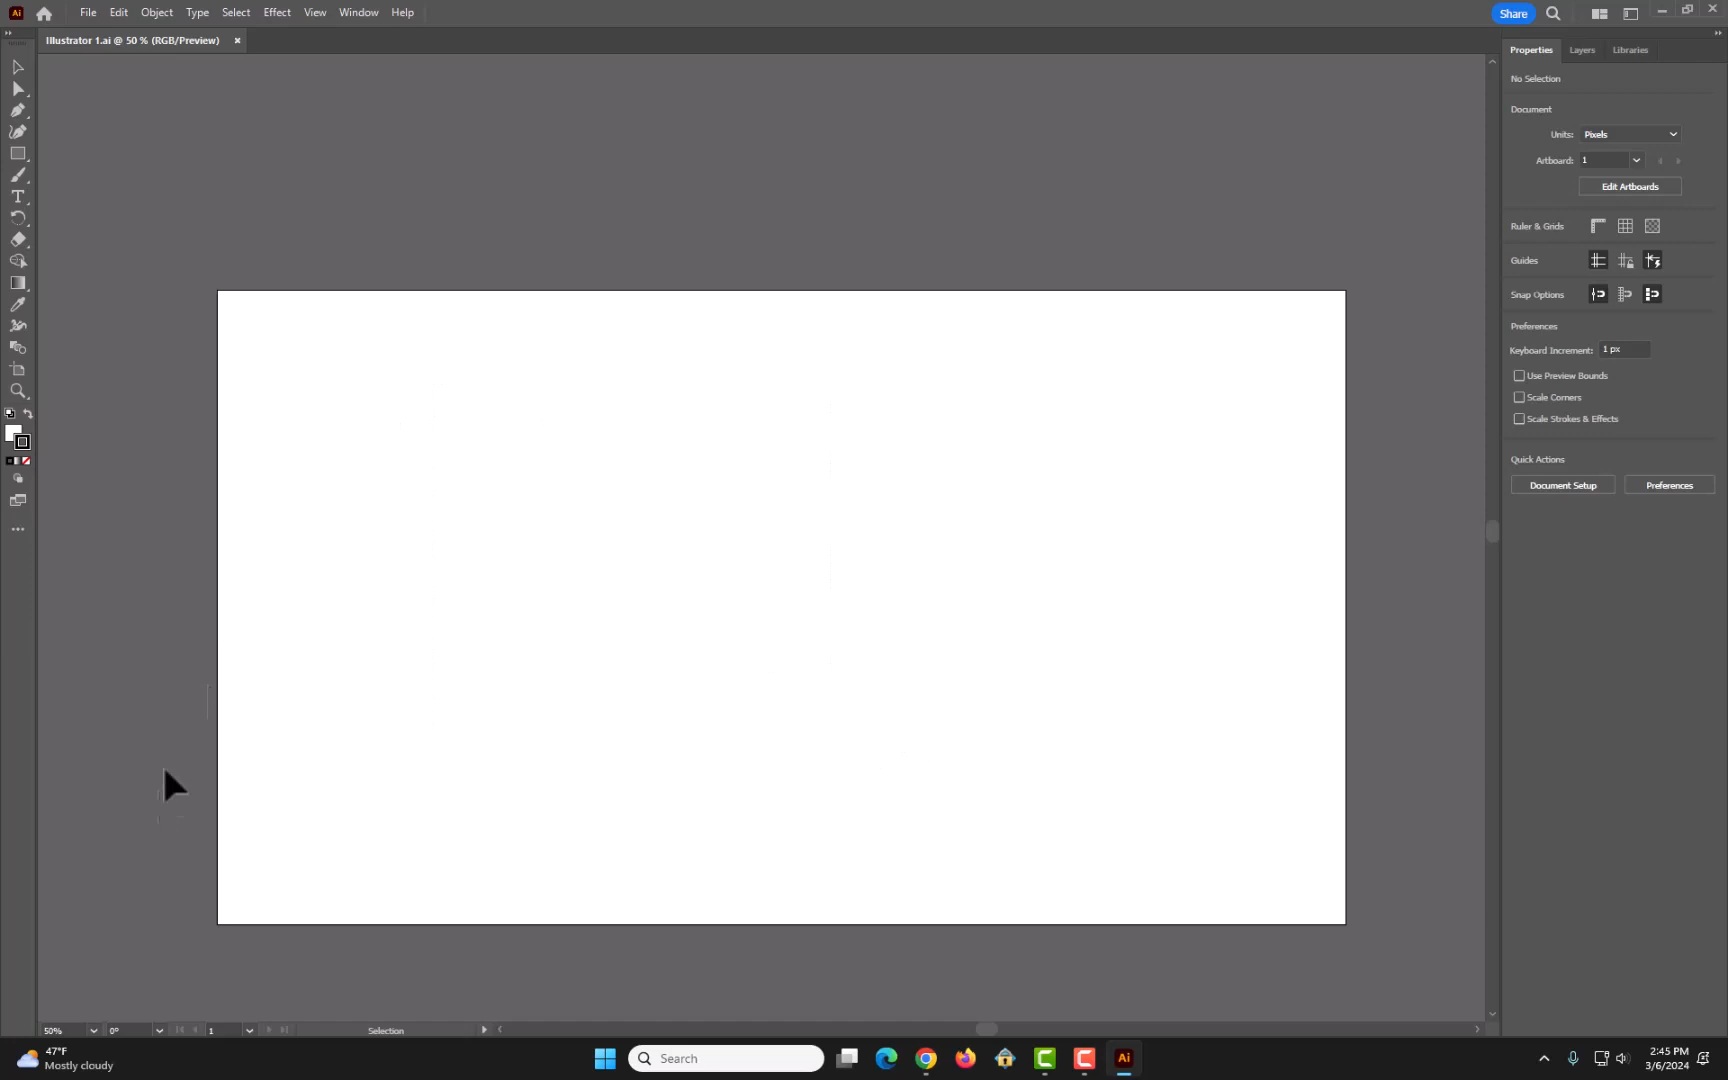 Ai File Edit Object Type Select Effect View Window Help Share
Illustrator 1.ai @ 50 % (RGB/Preview) ×
Properties Layers Libraries
No Selection
Document
Units: Pixels
Artboard: 1
Edit Artboards
Ruler & Grids
Guides
Snap Options
Preferences
Keyboard Increment: 1 px
Use Preview Bounds
Scale Corners
Scale Strokes & Effects
Quick Actions
Document Setup Preferences
50% 0° 1 Selection
47°F
Mostly cloudy
Search
Ai
2:45 PM
3/6/2024